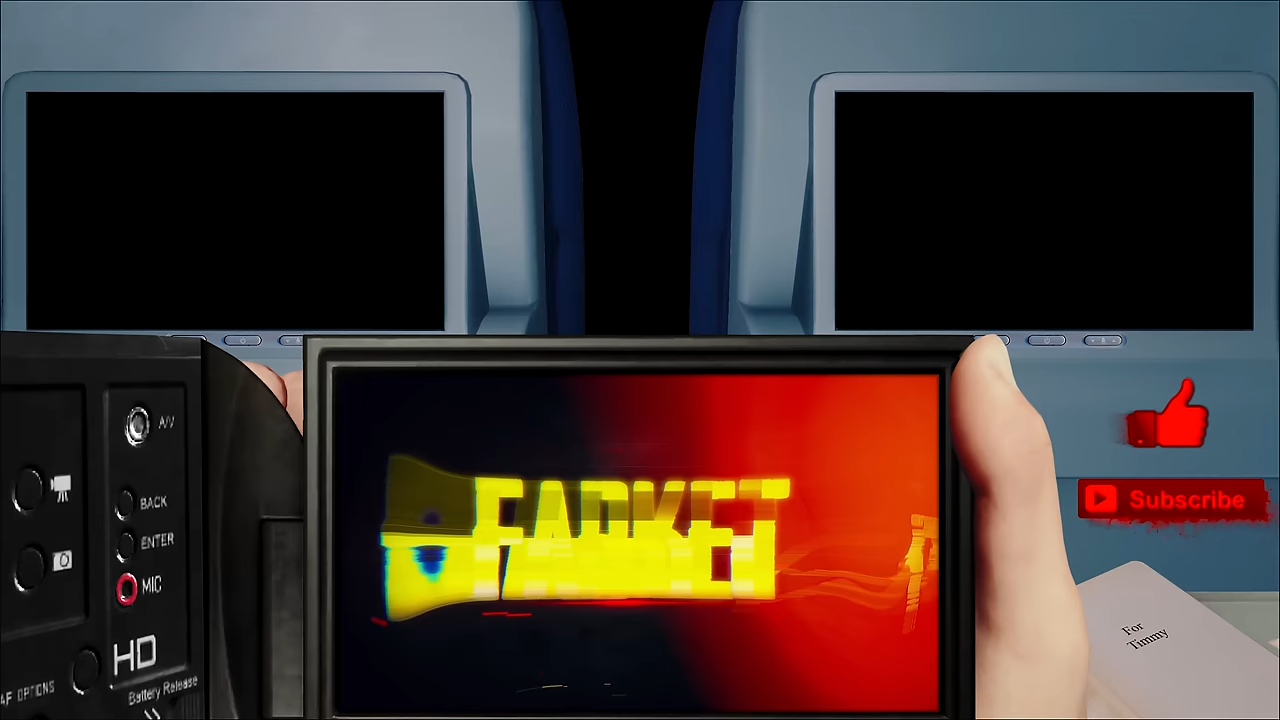 FARKET
A/V
BACK
ENTER
MIC
HD
AF OPTIONS
Battery Release
Subscribe
For
Timmy